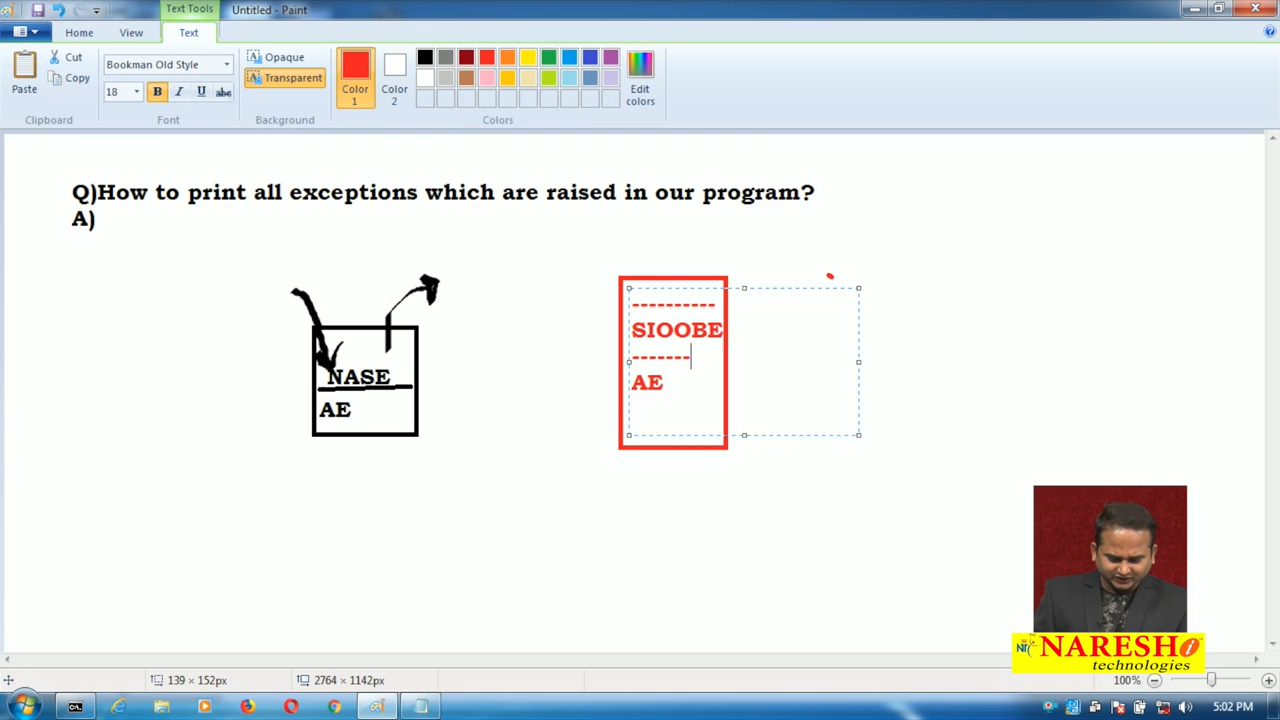 Text Tools
Untitled - Paint
Home
View
Text
Cut
Copy
Paste
Clipboard
Bookman Old Style
18
B
I
U
abc
Font
Opaque
Transparent
Background
Color
1
Color
2
Edit
colors
Colors
Q)How to print all exceptions which are raised in our program?
A)
NASE
AE
----------
SIOOBE
-------
AE
NARESH i
technologies
139 × 152px
2764 × 1142px
100%
5:02 PM